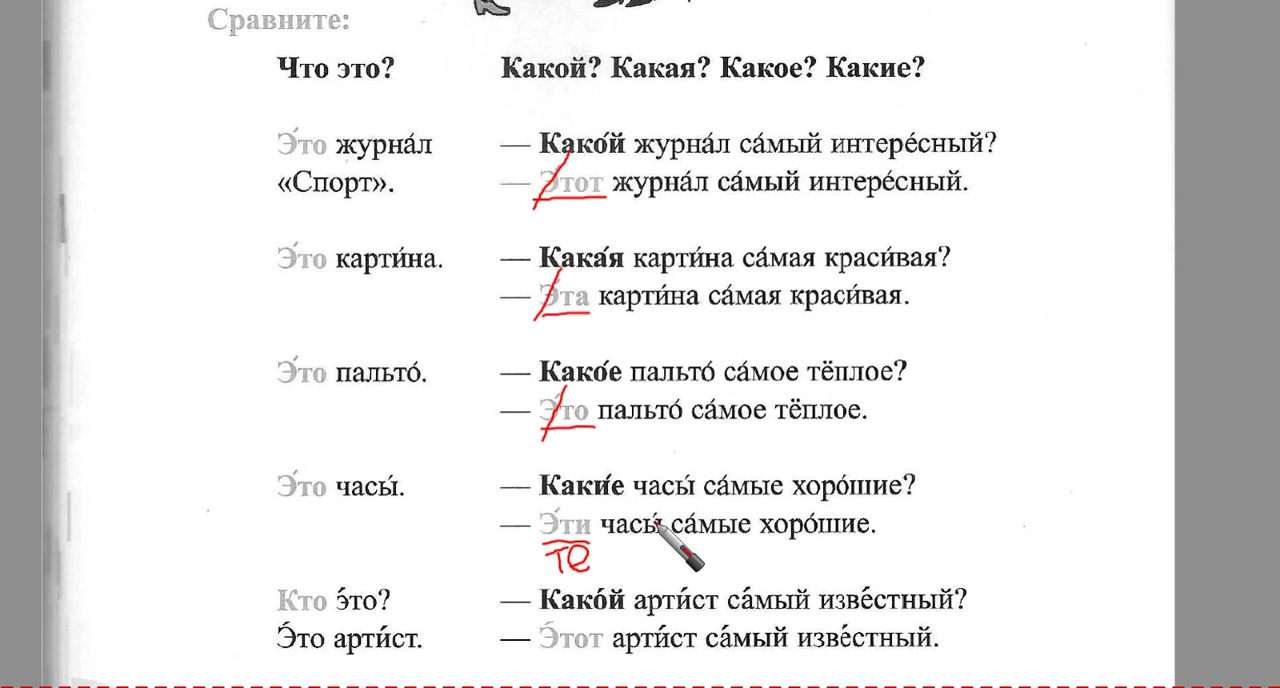 Сравните:
Что это? Какой? Какая? Какое? Какие?
Э́то журна́л — Како́й журна́л са́мый интере́сный?
«Спорт». — Этот журна́л са́мый интере́сный.
Э́то карти́на. — Кака́я карти́на са́мая краси́вая?
— Э́та карти́на са́мая краси́вая.
Э́то пальто́. — Како́е пальто́ са́мое тёплое?
— Э́то пальто́ са́мое тёплое.
Э́то часы́. — Каки́е часы́ са́мые хоро́шие?
— Э́ти часы́ са́мые хоро́шие.
те
Кто э́то? — Како́й арти́ст са́мый изве́стный?
Э́то арти́ст. — Э́тот арти́ст са́мый изве́стный.